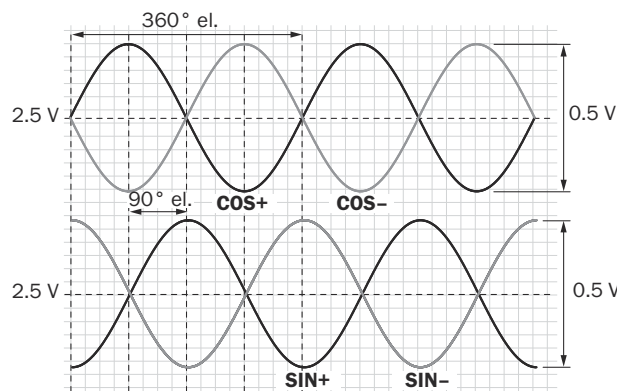 360° el.
2.5 V
0.5 V
90° el.
COS+
COS–
2.5 V
0.5 V
SIN+
SIN–